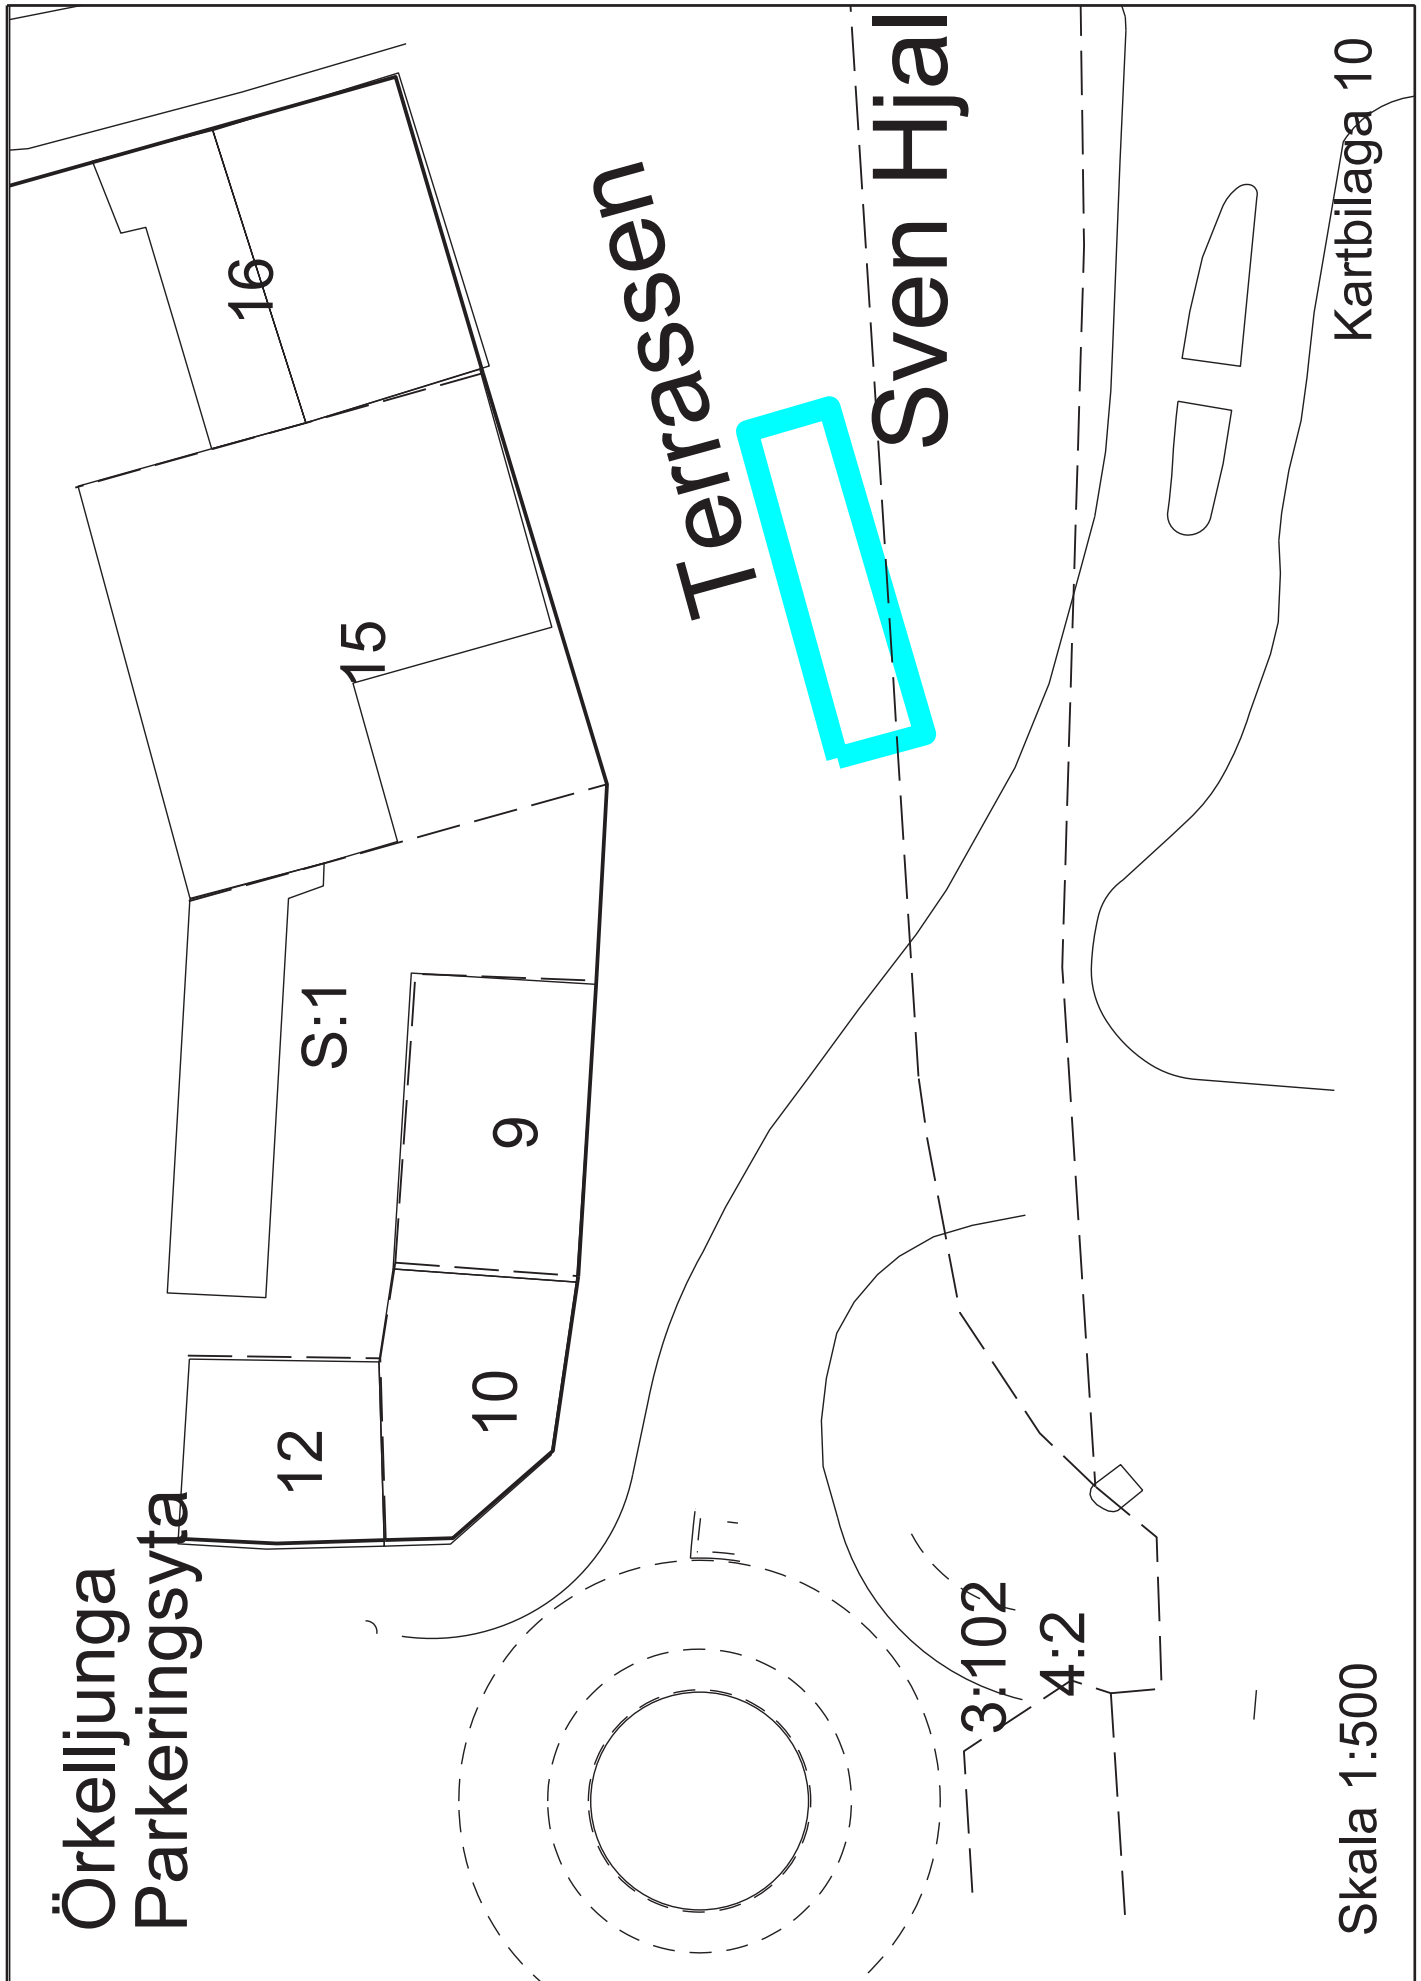 Örkelljunga
Parkeringsyta
Kartbilaga 10
16
15
S:1
9
10
12
Terrassen
Sven Hjal
3:102
4:2
Skala 1:500